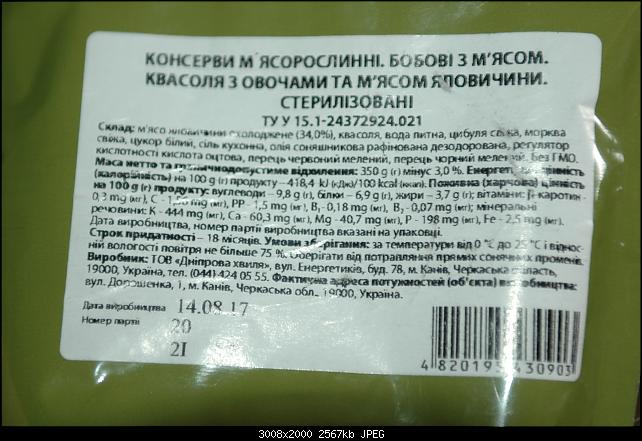 КОНСЕРВИ М'ЯСОРОСЛИННІ. БОБОВІ З М'ЯСОМ.
КВАСОЛЯ З ОВОЧАМИ ТА М'ЯСОМ ЯЛОВИЧИНИ.
СТЕРИЛІЗОВАНІ
ТУ У 15.1-24372924.021
Склад: м'ясо яловичини охолоджене (34,0%), квасоля, вода питна, цибуля свіжа, морква
свіжа, цукор білий, сіль кухонна, олія соняшникова рафінована дезодорована, регулятор
кислотності кислота оцтова, перець червоний мелений, перець чорний мелений. Без ГМО.
Маса нетто та граничнодопустиме відхилення: 350 g (г) мінус 3,0 %. Енергетична цінність
(калорійність) на 100 g (г) продукту – 418,4 kJ (кДж)/100 kcal (ккал). Поживна (харчова) цінність
на 100 g (г) продукту: вуглеводи – 9,8 g (г), білки – 6,9 g (г), жири – 3,7 g (г), вітаміни: β-каротин-
0,3 mg (мг), С - mg (мг), РР - 1,5 mg (мг), В₁- 0,18 mg (мг), В₂- 0,07 mg (мг); мінеральні
речовини: К - 444 mg (мг), Са - 60,3 mg (мг), Mg - 40,7 mg (мг), Р - 198 mg (мг), Fe - 2,5 mg (мг).
Дата виробництва, номер партії виробництва вказані на упаковці.
Строк придатності – 18 місяців. Умови зберігання: за температури від 0 °С до 25 °С і віднос-
ній вологості повітря не більше 75 %. Оберігати від потрапляння прямих сонячних променів.
Виробник: ТОВ «Дніпрова хвиля», вул. Енергетиків, буд. 78, м. Канів, Черкаська область,
19000, Україна, тел. (044) 424 05 55. Фактична адреса потужностей (об'єкта) виробництва:
вул. Дорошенка, 1, м. Канів, Черкаська обл., 19000, Україна.
Дата виробництва 14.08.17
Номер партії 20
21
4 820195 430903
3008x2000 2567kb JPEG